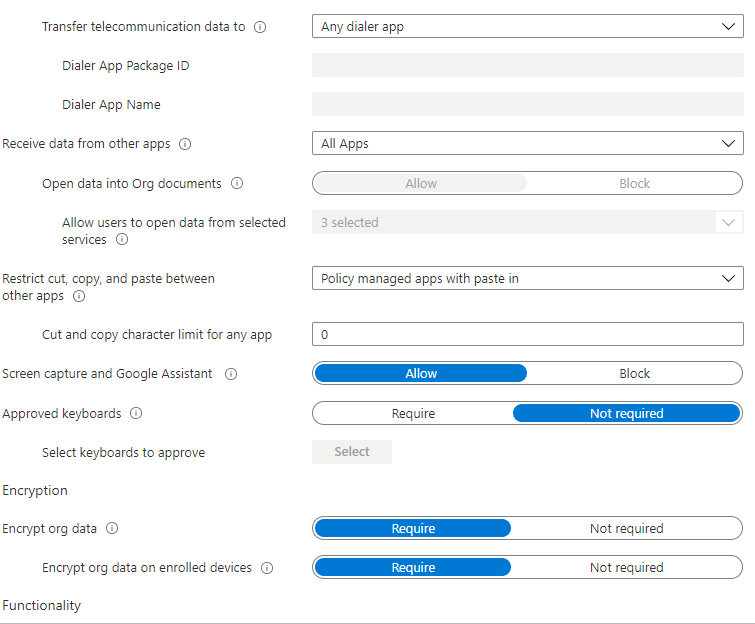 Transfer telecommunication data to
Any dialer app
Dialer App Package ID
Dialer App Name
Receive data from other apps
All Apps
Open data into Org documents
Allow Block
Allow users to open data from selected
services
3 selected
Restrict cut, copy, and paste between
other apps
Policy managed apps with paste in
Cut and copy character limit for any app
0
Screen capture and Google Assistant
Allow Block
Approved keyboards
Require Not required
Select keyboards to approve
Select
Encryption
Encrypt org data
Require Not required
Encrypt org data on enrolled devices
Require Not required
Functionality